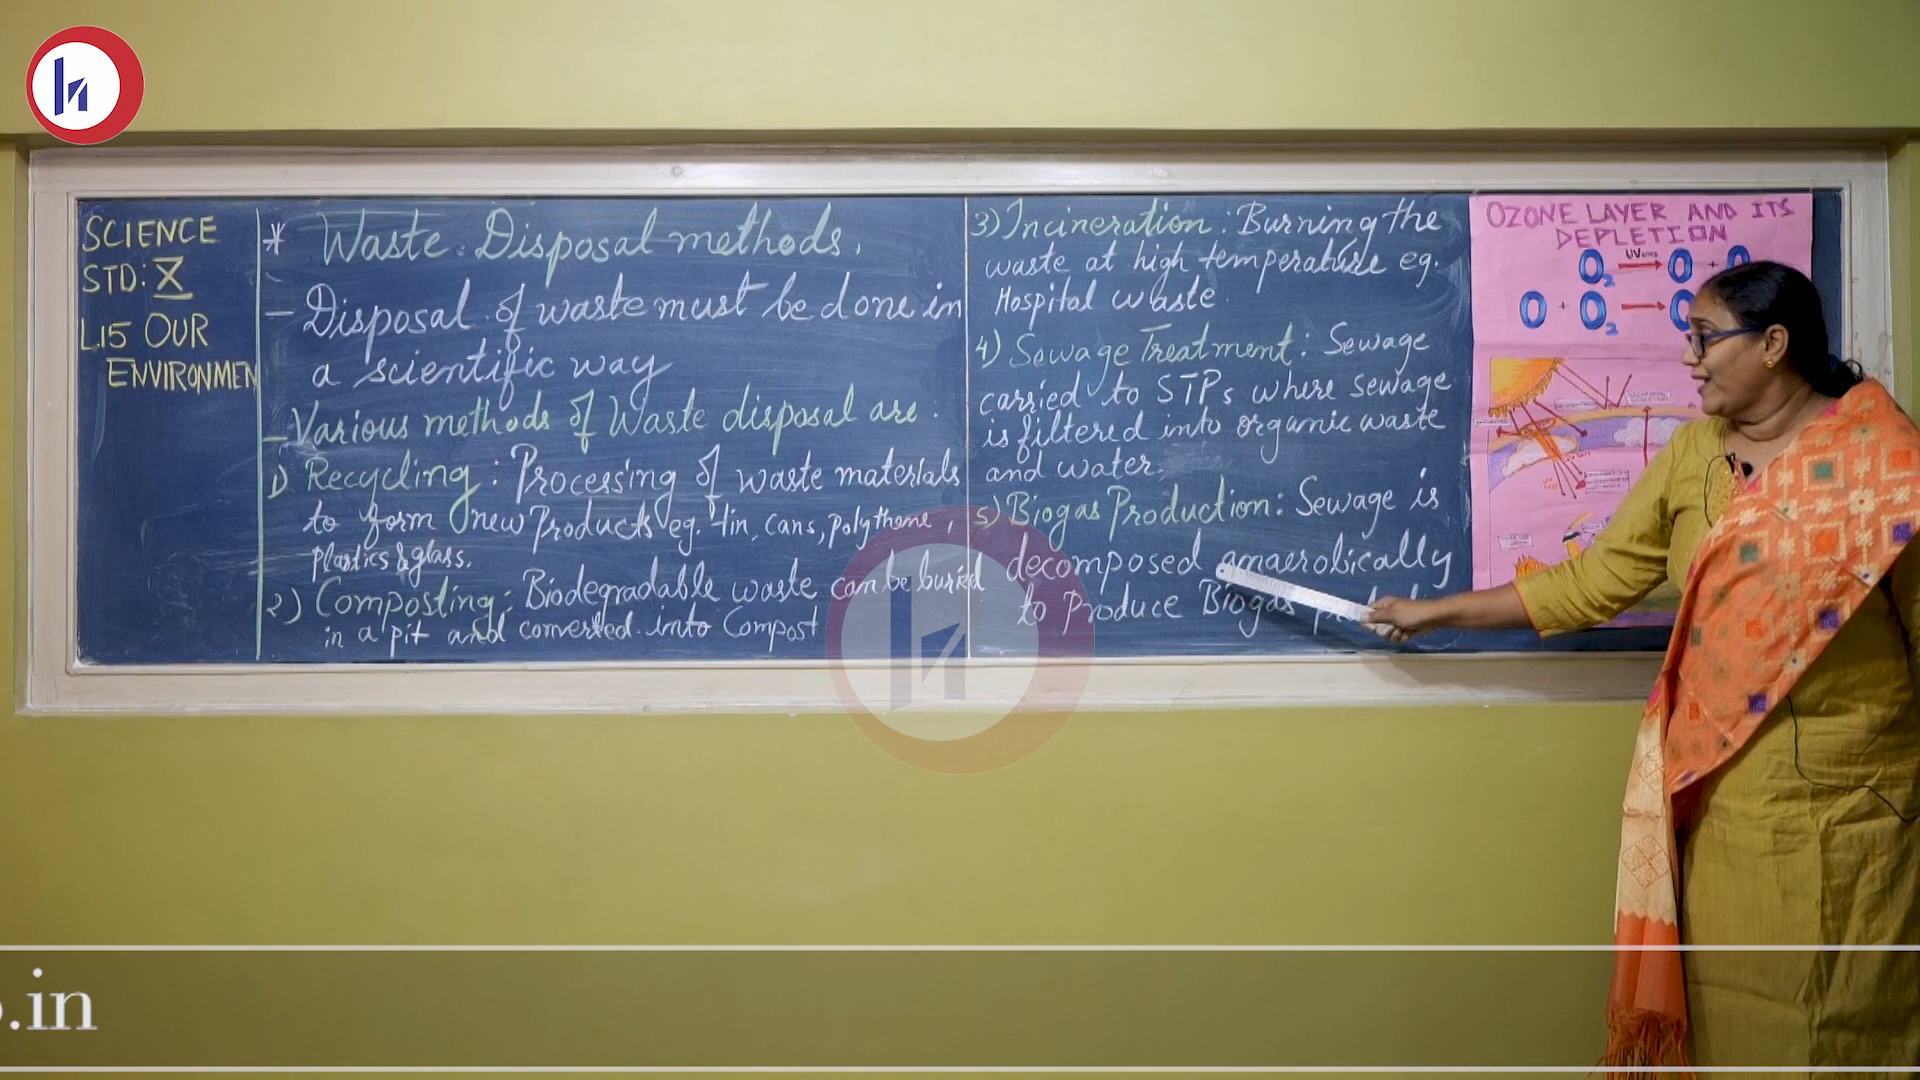 SCIENCE
STD: X
L15 OUR
ENVIRONMEN
* Waste Disposal methods.
- Disposal of waste must be done in
a scientific way
- Various methods of Waste disposal are
1) Recycling : Processing of waste materials
to form new Products eg. tin, cans, polythene,
plastics & glass.
2) Composting : Biodegradable waste can be buried
in a pit and converted into Compost
3) Incineration : Burning the
waste at high temperature eg.
Hospital waste.
4) Sewage Treatment : Sewage
carried to STPs where sewage
is filtered into organic waste
and water.
5) Biogas Production : Sewage is
decomposed anaerobically
to Produce Biogas
OZONE LAYER AND ITS
DEPLETION
O2 UV → O + O
O + O2 → O
.in